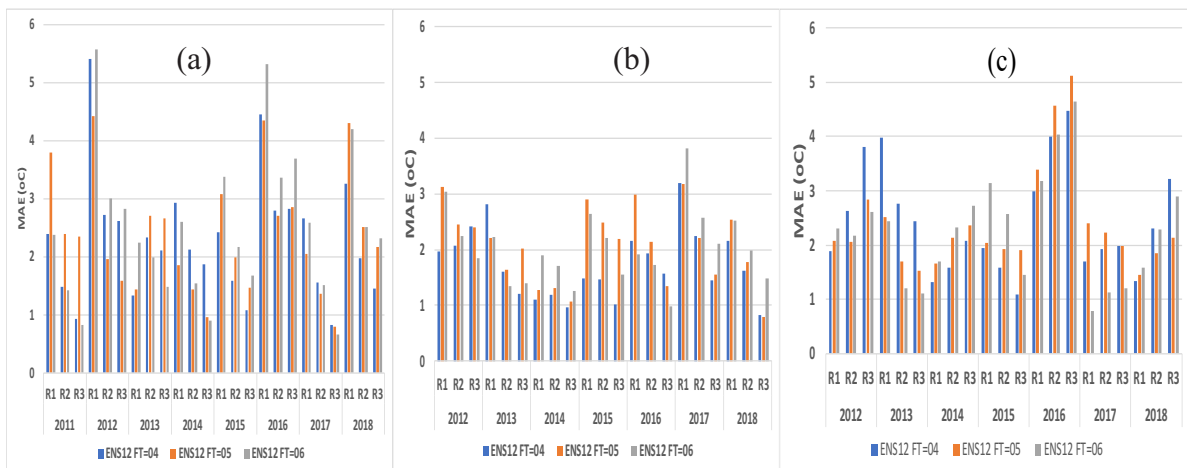 (a)
MAE (oC)
6
5
4
3
2
1
0
R1 R2 R3 R1 R2 R3 R1 R2 R3 R1 R2 R3 R1 R2 R3 R1 R2 R3 R1 R2 R3 R1 R2 R3
2011 2012 2013 2014 2015 2016 2017 2018
ENS12 FT=04 ENS12 FT=05 ENS12 FT=06
(b)
MAE (oC)
6
5
4
3
2
1
0
R1 R2 R3 R1 R2 R3 R1 R2 R3 R1 R2 R3 R1 R2 R3 R1 R2 R3 R1 R2 R3
2012 2013 2014 2015 2016 2017 2018
ENS12 FT=04 ENS12 FT=05 ENS12 FT=06
(c)
MAE (oC)
6
5
4
3
2
1
0
R1 R2 R3 R1 R2 R3 R1 R2 R3 R1 R2 R3 R1 R2 R3 R1 R2 R3 R1 R2 R3
2012 2013 2014 2015 2016 2017 2018
ENS12 FT=04 ENS12 FT=05 ENS12 FT=06